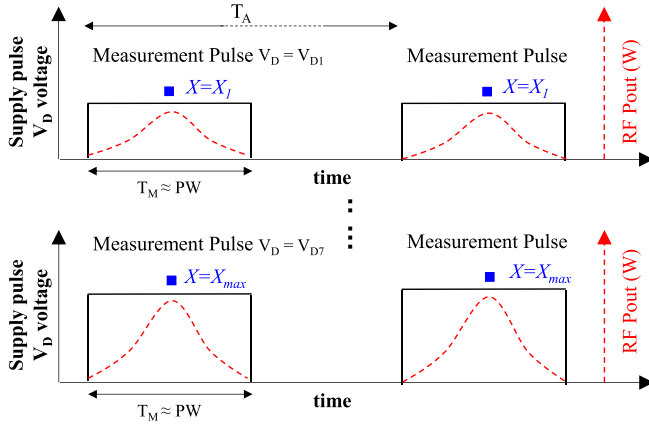 T_A
Measurement Pulse V_D = V_D1
Measurement Pulse
X=X_1
X=X_1
Supply pulse
V_D voltage
RF Pout (W)
T_M ≈ PW
time
Measurement Pulse V_D = V_D7
Measurement Pulse
X=X_max
X=X_max
Supply pulse
V_D voltage
RF Pout (W)
T_M ≈ PW
time